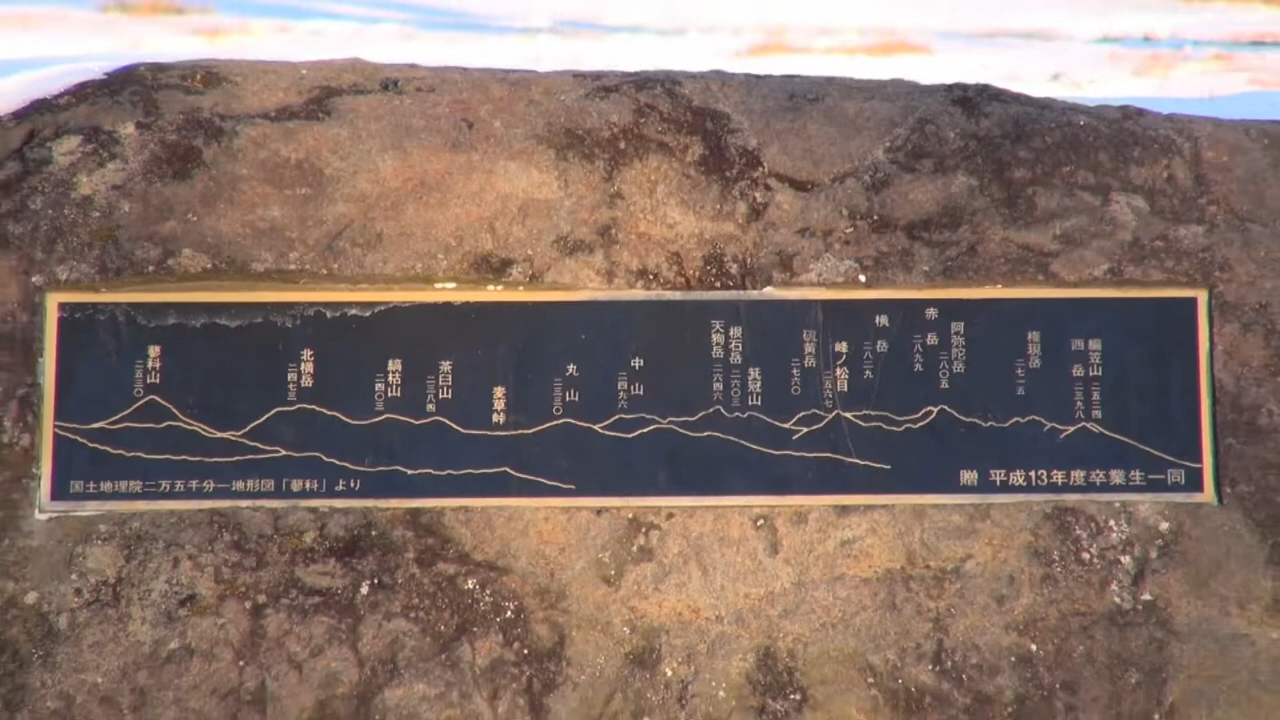 蓼科山 二五三〇
北横岳 二四七三
縞枯山 二四〇三
茶臼山 二三八四
麦草峠
丸山 二三三〇
中山 二四九六
天狗岳 二六四六
根石岳 二六〇三
箕冠山
硫黄岳 二七六〇
峰ノ松目 二五六七
横岳 二八二九
赤岳 二八九九
阿弥陀岳 二八〇五
権現岳 二七一五
西岳 二三九八
編笠山 二五二四
国土地理院二万五千分一地形図「蓼科」より
贈 平成13年度卒業生一同